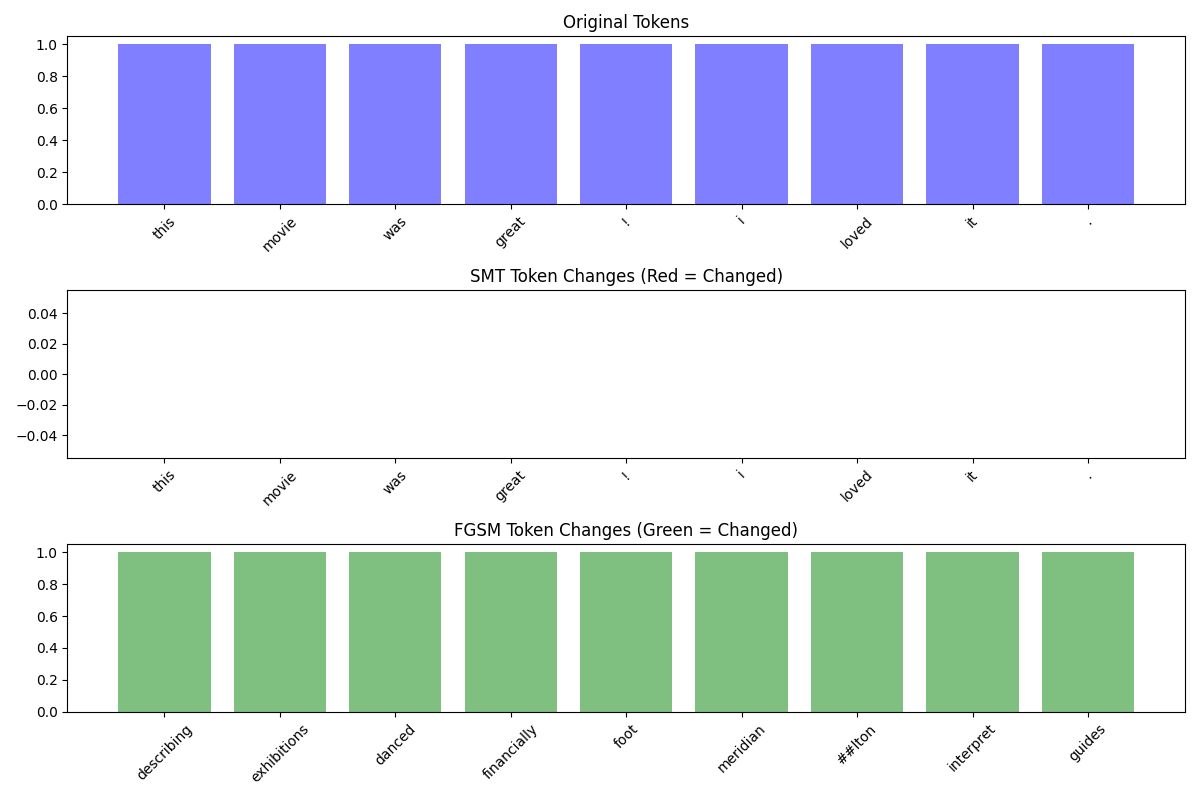 Original Tokens
1.0
0.8
0.6
0.4
0.2
0.0
this movie was great ! i loved it .
SMT Token Changes (Red = Changed)
0.04
0.02
0.00
−0.02
−0.04
this movie was great ! i loved it .
FGSM Token Changes (Green = Changed)
1.0
0.8
0.6
0.4
0.2
0.0
describing exhibitions danced financially foot meridian ##lton interpret guides